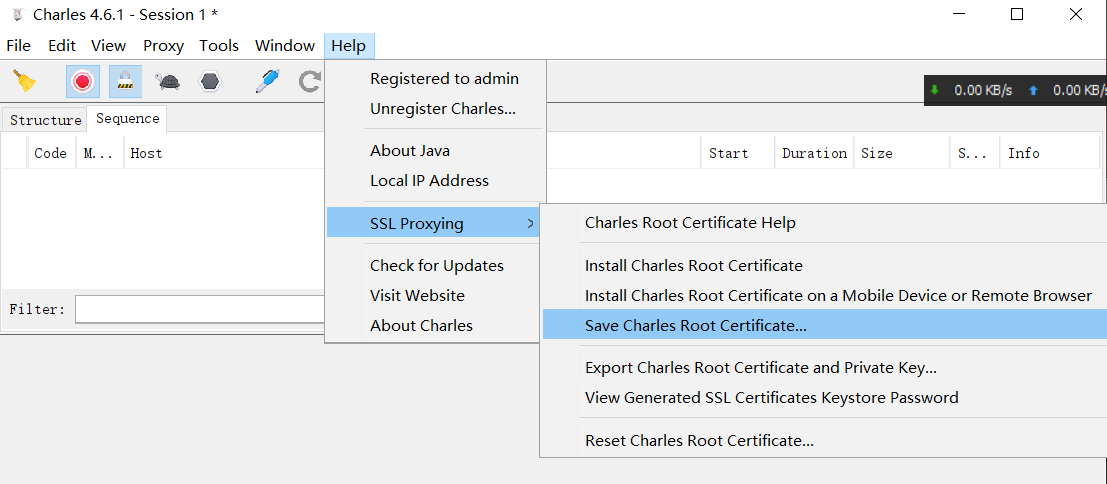 Charles 4.6.1 - Session 1 *
File Edit View Proxy Tools Window Help
0.00 KB/s 0.00 KB/s
Structure Sequence
Code M... Host Start Duration Size S... Info
Filter:
Registered to admin
Unregister Charles...
About Java
Local IP Address
SSL Proxying >
Check for Updates
Visit Website
About Charles
Charles Root Certificate Help
Install Charles Root Certificate
Install Charles Root Certificate on a Mobile Device or Remote Browser
Save Charles Root Certificate...
Export Charles Root Certificate and Private Key...
View Generated SSL Certificates Keystore Password
Reset Charles Root Certificate...